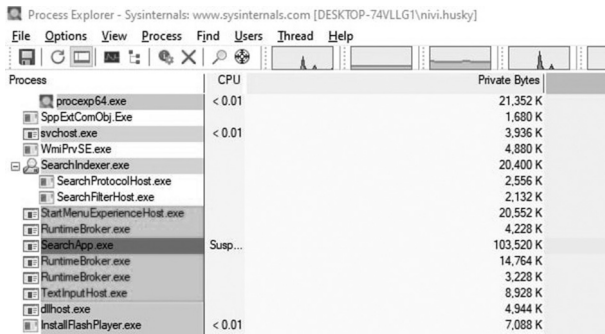 Process Explorer - Sysinternals: www.sysinternals.com [DESKTOP-74VLLG1\nivi.husky]
File Options View Process Find Users Thread Help
Process CPU Private Bytes
procexp64.exe < 0.01 21,352 K
SppExtComObj.Exe 1,680 K
svchost.exe < 0.01 3,936 K
WmiPrvSE.exe 4,880 K
SearchIndexer.exe 20,400 K
SearchProtocolHost.exe 2,556 K
SearchFilterHost.exe 2,132 K
StartMenuExperienceHost.exe 20,552 K
RuntimeBroker.exe 4,228 K
SearchApp.exe Susp... 103,520 K
RuntimeBroker.exe 14,764 K
RuntimeBroker.exe 3,228 K
TextInputHost.exe 8,928 K
dllhost.exe 4,944 K
InstallFlashPlayer.exe < 0.01 7,088 K